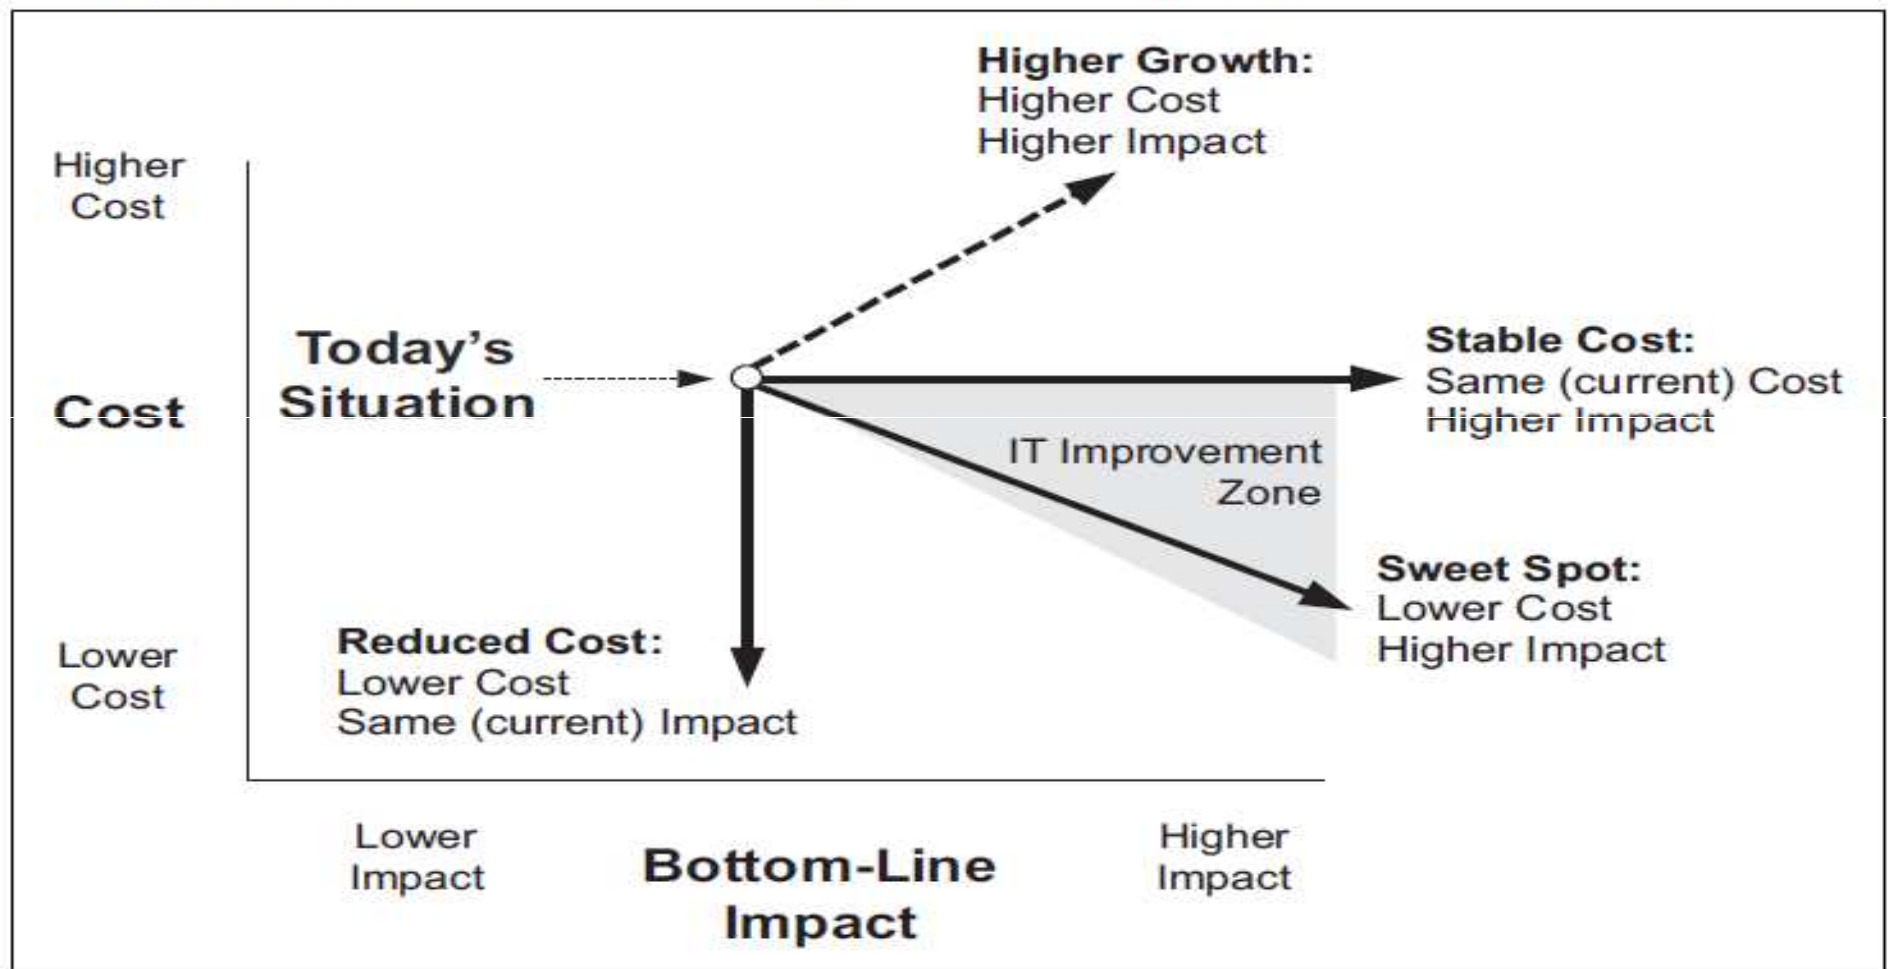 Higher Growth:
Higher Cost
Higher Impact
Higher
Cost
Today's
Situation
Cost
Stable Cost:
Same (current) Cost
Higher Impact
IT Improvement
Zone
Sweet Spot:
Lower Cost
Higher Impact
Reduced Cost:
Lower Cost
Same (current) Impact
Lower
Cost
Lower
Impact
Bottom-Line
Impact
Higher
Impact